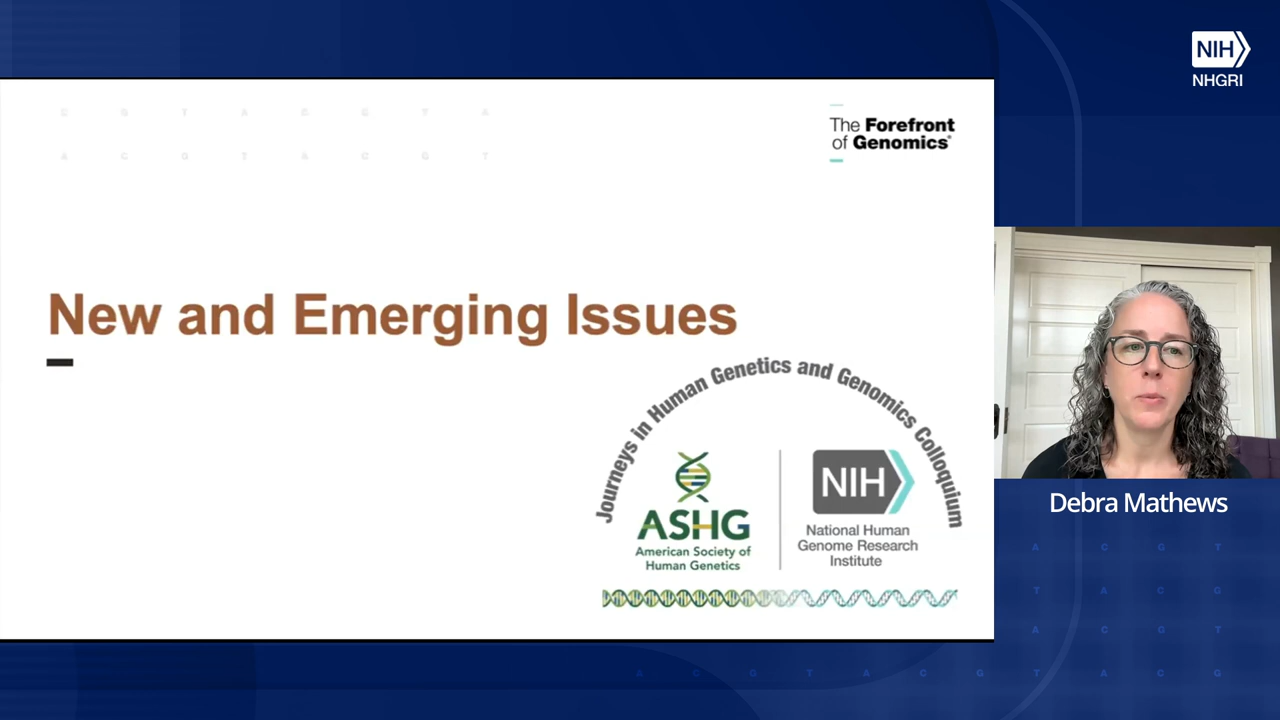 NIH
NHGRI
The Forefront
of Genomics®
New and Emerging Issues
Journeys in Human Genetics and Genomics Colloquium
ASHG
American Society of
Human Genetics
NIH
National Human
Genome Research
Institute
Debra Mathews
A C G T
T A C G
A C G T
A C G T A C G T A C G